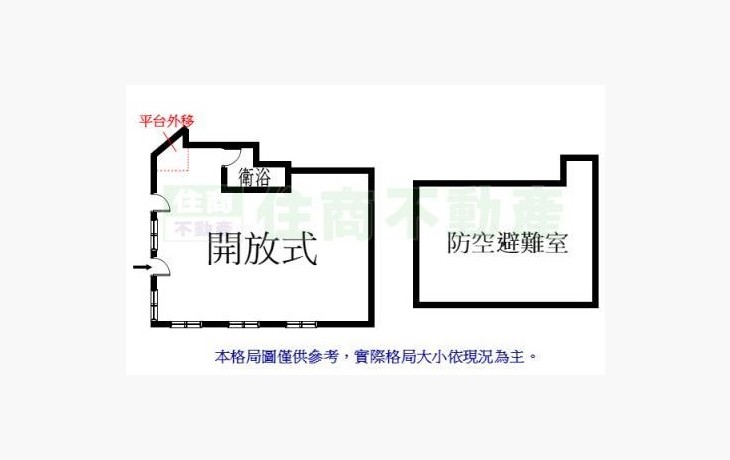 平台外移
衛浴
住商
不動產
住商不動產
開放式
防空避難室
本格局圖僅供參考，實際格局大小依現況為主。